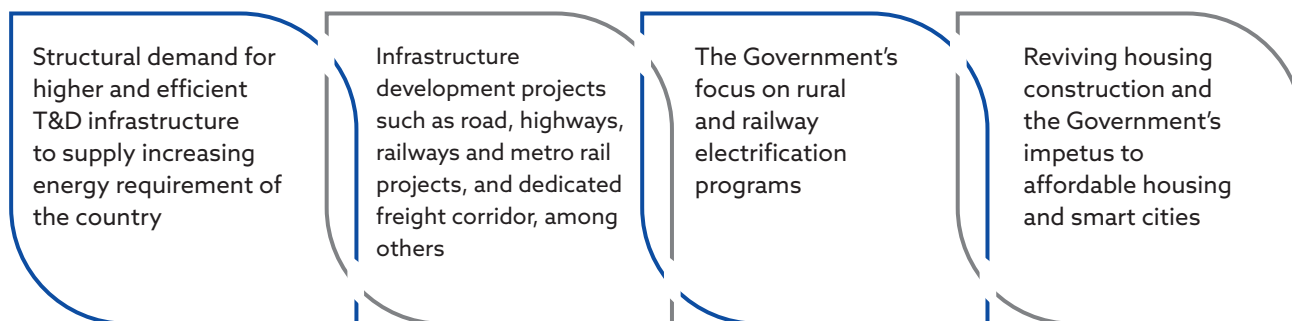 Structural demand for
higher and efficient
T&D infrastructure
to supply increasing
energy requirement of
the country
Infrastructure
development projects
such as road, highways,
railways and metro rail
projects, and dedicated
freight corridor, among
others
The Government’s
focus on rural
and railway
electrification
programs
Reviving housing
construction and
the Government’s
impetus to
affordable housing
and smart cities